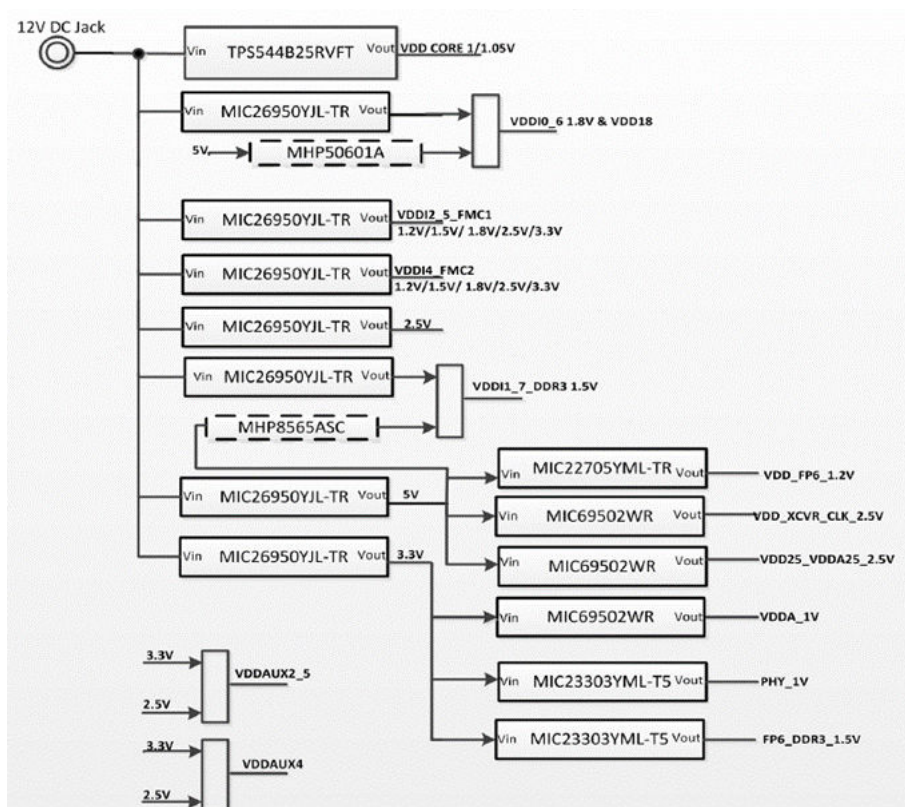 12V DC Jack
Vin TPS544B25RVFT Vout VDD CORE 1/1.05V
Vin MIC26950YJL-TR Vout
VDDI0_6 1.8V & VDD18
5V MHP50601A
Vin MIC26950YJL-TR Vout VDDI2_5_FMC1
1.2V/1.5V/ 1.8V/2.5V/3.3V
Vin MIC26950YJL-TR Vout VDDI4_FMC2
1.2V/1.5V/ 1.8V/2.5V/3.3V
Vin MIC26950YJL-TR Vout 2.5V
Vin MIC26950YJL-TR Vout
VDDI1_7_DDR3 1.5V
MHP8565ASC
Vin MIC22705YML-TR Vout VDD_FP6_1.2V
Vin MIC26950YJL-TR Vout 5V
Vin MIC69502WR Vout VDD_XCVR_CLK_2.5V
Vin MIC26950YJL-TR Vout 3.3V
Vin MIC69502WR Vout VDD25_VDDA25_2.5V
Vin MIC69502WR Vout VDDA_1V
3.3V
VDDAUX2_5
2.5V
Vin MIC23303YML-T5 Vout PHY_1V
Vin MIC23303YML-T5 Vout FP6_DDR3_1.5V
3.3V
VDDAUX4
2.5V